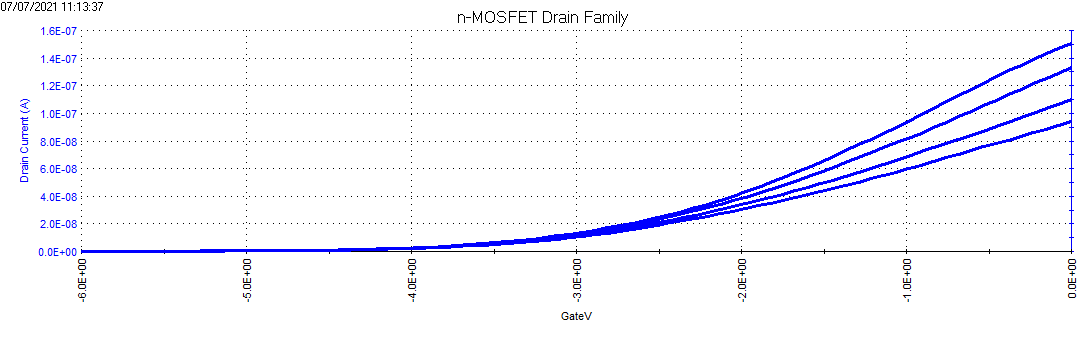 07/07/2021 11:13:37
n-MOSFET Drain Family
1.6E-07
1.4E-07
1.2E-07
1.0E-07
8.0E-08
6.0E-08
4.0E-08
2.0E-08
0.0E+00
Drain Current (A)
-6.0E+00
-5.0E+00
-4.0E+00
-3.0E+00
-2.0E+00
-1.0E+00
0.0E+00
GateV